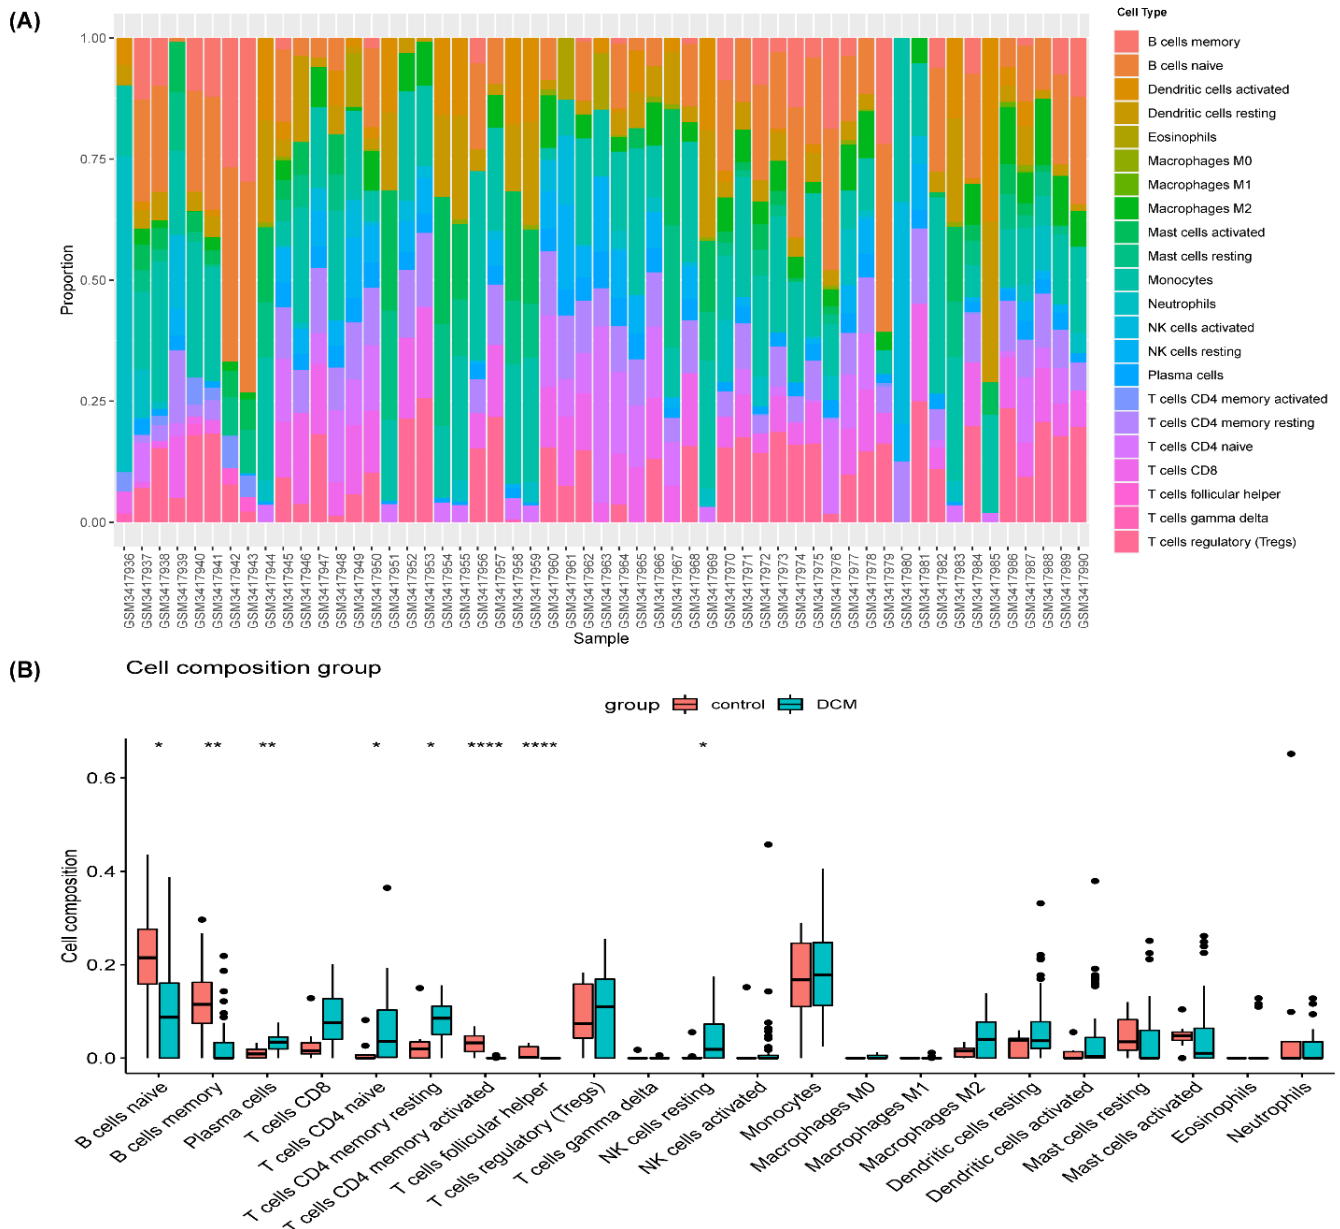 (A)
Cell Type
B cells memory
B cells naive
Dendritic cells activated
Dendritic cells resting
Eosinophils
Macrophages M0
Macrophages M1
Macrophages M2
Mast cells activated
Mast cells resting
Monocytes
Neutrophils
NK cells activated
NK cells resting
Plasma cells
T cells CD4 memory activated
T cells CD4 memory resting
T cells CD4 naive
T cells CD8
T cells follicular helper
T cells gamma delta
T cells regulatory (Tregs)
Proportion
1.00
0.75
0.50
0.25
0.00
GSM3417936
GSM3417937
GSM3417938
GSM3417939
GSM3417940
GSM3417941
GSM3417942
GSM3417943
GSM3417944
GSM3417945
GSM3417946
GSM3417947
GSM3417948
GSM3417949
GSM3417950
GSM3417951
GSM3417952
GSM3417953
GSM3417954
GSM3417955
GSM3417956
GSM3417957
GSM3417958
GSM3417959
GSM3417960
GSM3417961
GSM3417962
GSM3417963
GSM3417964
GSM3417965
GSM3417966
GSM3417967
GSM3417968
GSM3417969
GSM3417970
GSM3417971
GSM3417972
GSM3417973
GSM3417974
GSM3417975
GSM3417976
GSM3417977
GSM3417978
GSM3417979
GSM3417980
GSM3417981
GSM3417982
GSM3417983
GSM3417984
GSM3417985
GSM3417986
GSM3417987
GSM3417988
GSM3417989
GSM3417990
Sample
(B)
Cell composition group
group control DCM
* ** ** * * **** **** *
Cell composition
0.6
0.4
0.2
0.0
B cells naive
B cells memory
Plasma cells
T cells CD8
T cells CD4 naive
T cells CD4 memory resting
T cells CD4 memory activated
T cells follicular helper
T cells regulatory (Tregs)
T cells gamma delta
NK cells resting
NK cells activated
Monocytes
Macrophages M0
Macrophages M1
Macrophages M2
Dendritic cells resting
Dendritic cells activated
Mast cells resting
Mast cells activated
Eosinophils
Neutrophils